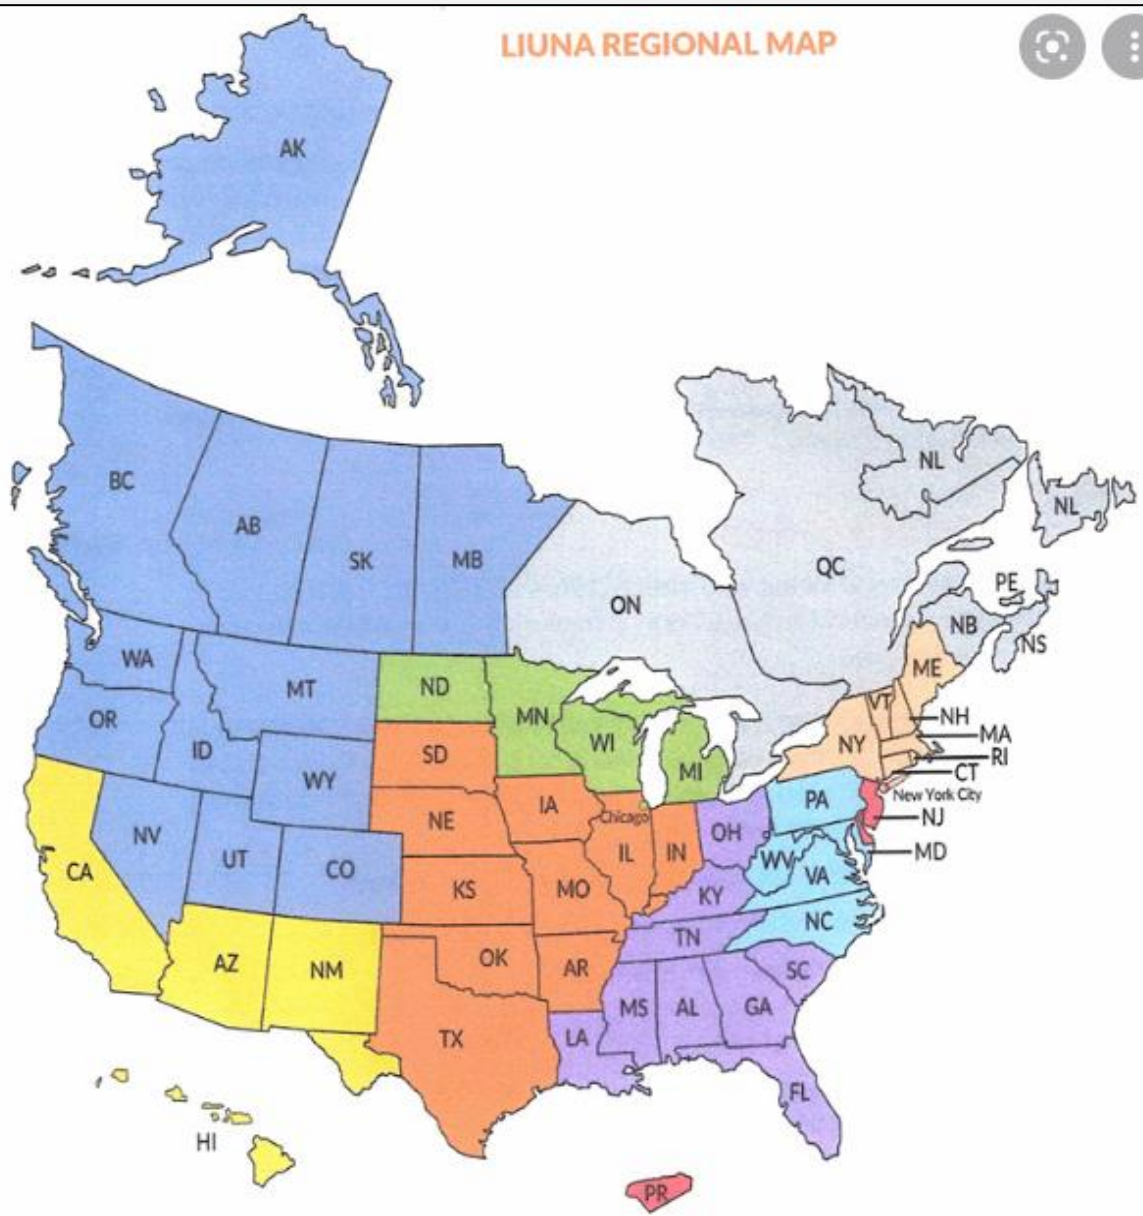 LIUNA REGIONAL MAP
AK
BC
AB
SK
MB
ON
QC
NL
NL
PE
NB
NS
ME
WA
MT
ND
MN
OR
ID
WY
SD
WI
MI
VT
NH
NY
MA
RI
CT
New York City
NJ
MD
PA
NV
UT
CO
NE
IA
Chicago
IL
IN
OH
WV
VA
CA
KS
MO
KY
NC
AZ
NM
OK
AR
TN
SC
TX
LA
MS
AL
GA
FL
HI
PR